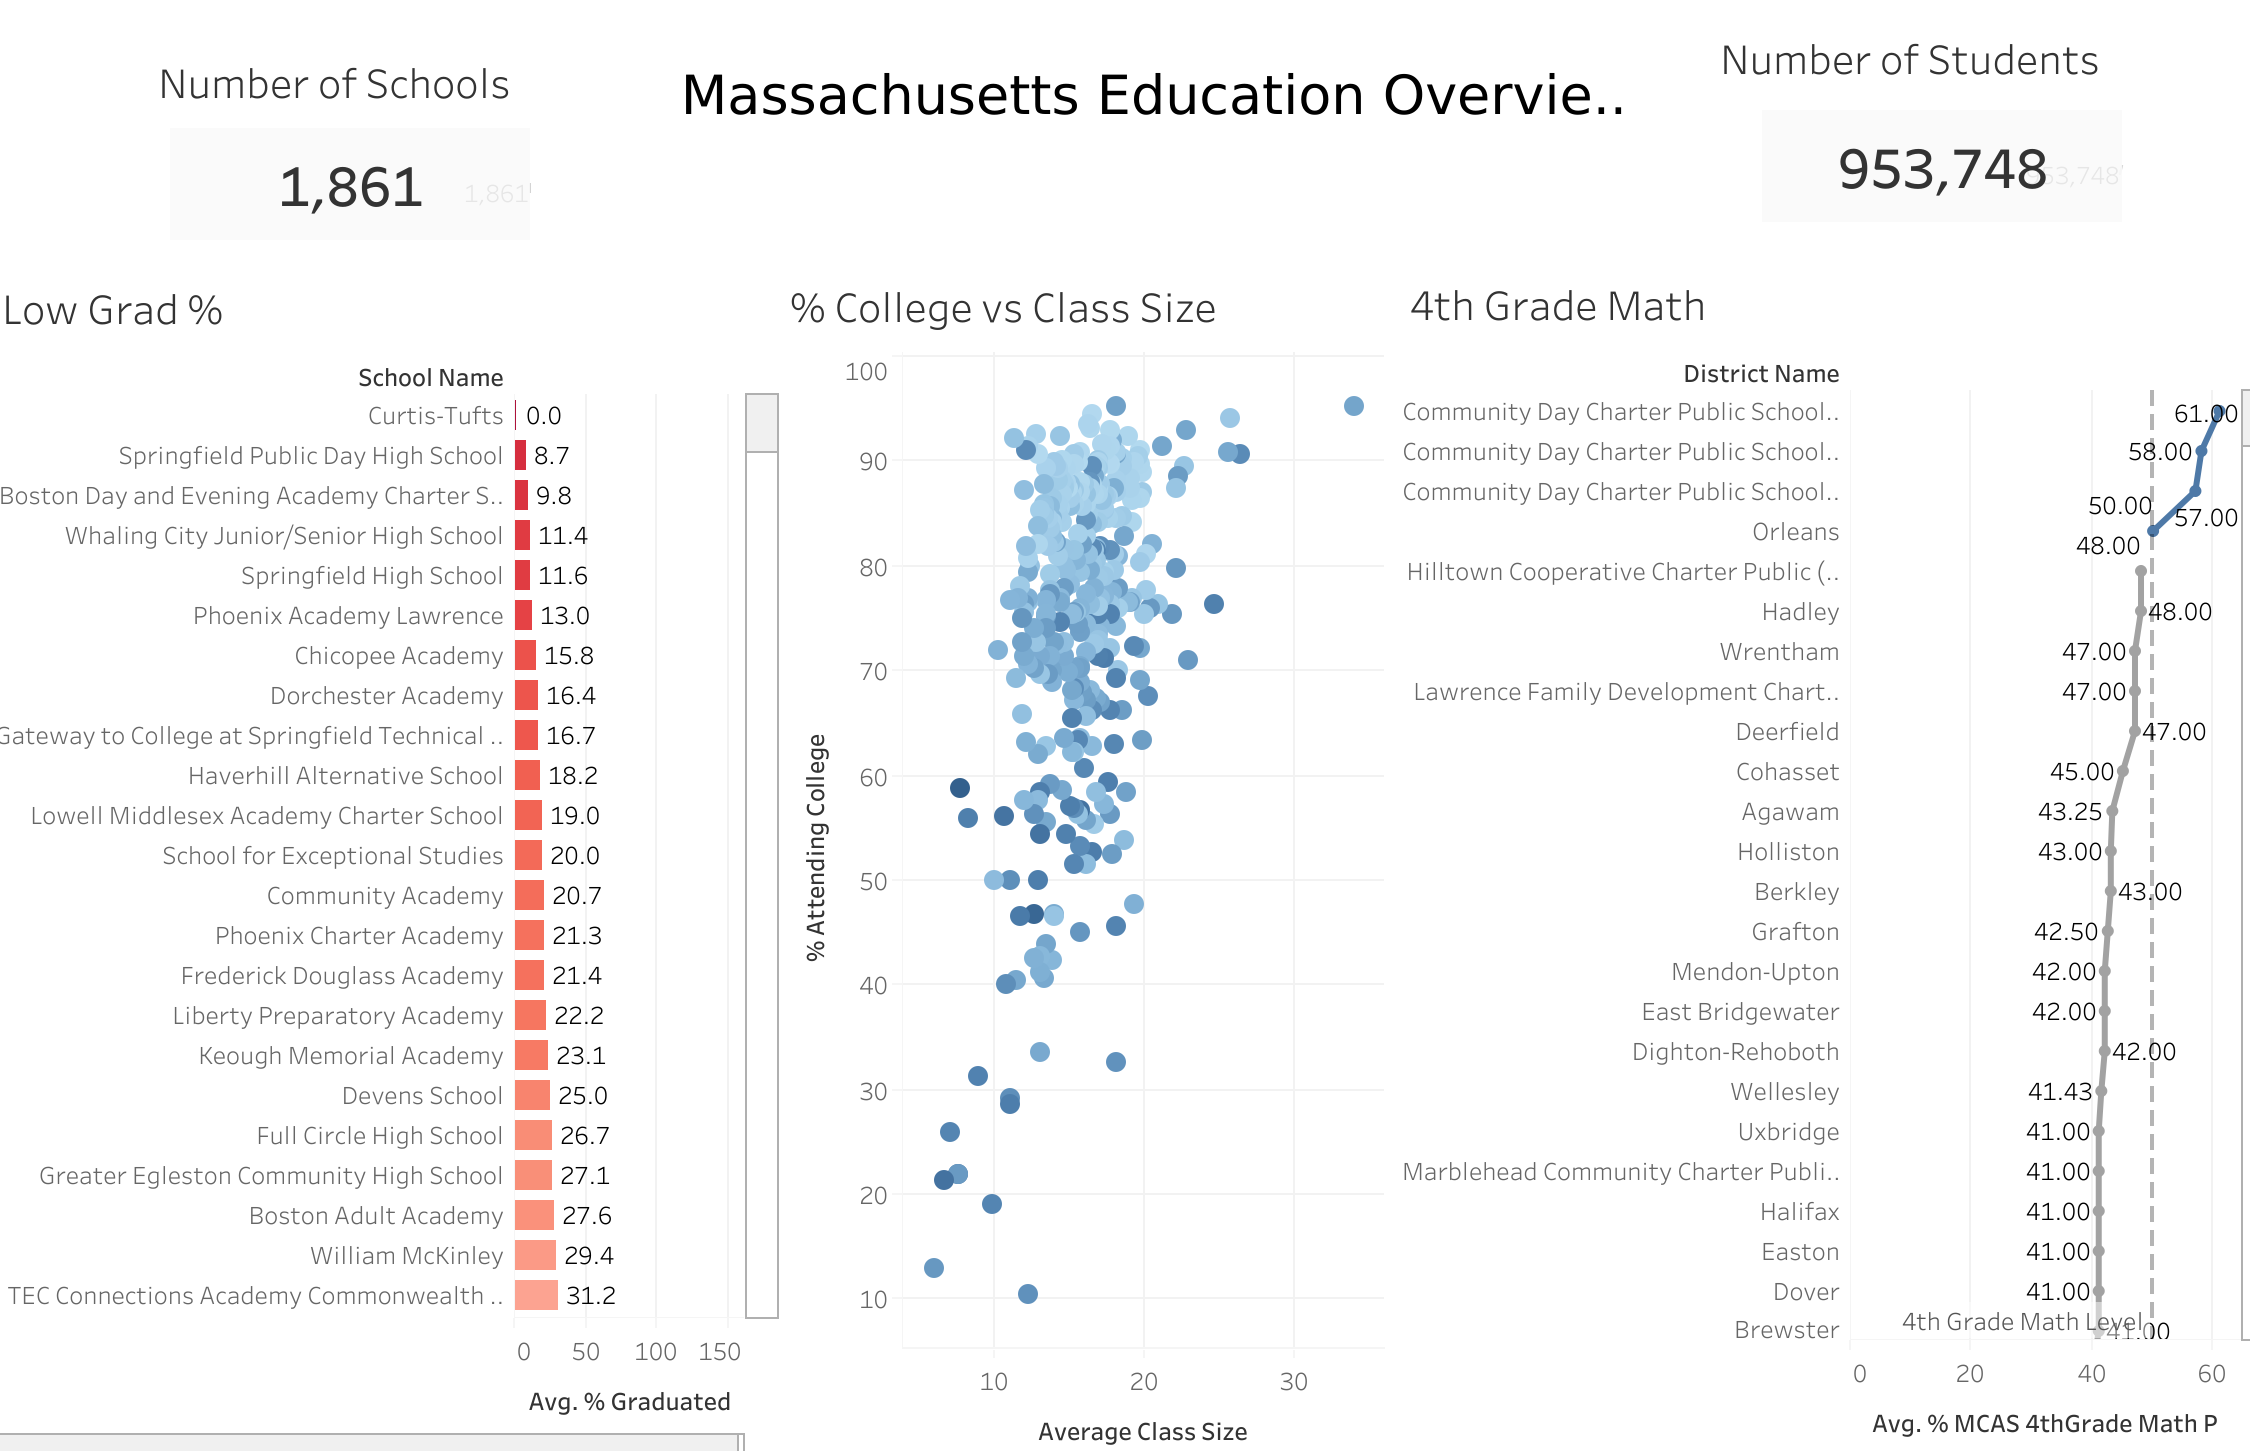 Number of Schools
1,861
1,861
Massachusetts Education Overvie..
Number of Students
953,748
953,748
Low Grad %
School Name
Curtis-Tufts 0.0
Springfield Public Day High School 8.7
Boston Day and Evening Academy Charter S.. 9.8
Whaling City Junior/Senior High School 11.4
Springfield High School 11.6
Phoenix Academy Lawrence 13.0
Chicopee Academy 15.8
Dorchester Academy 16.4
Gateway to College at Springfield Technical .. 16.7
Haverhill Alternative School 18.2
Lowell Middlesex Academy Charter School 19.0
School for Exceptional Studies 20.0
Community Academy 20.7
Phoenix Charter Academy 21.3
Frederick Douglass Academy 21.4
Liberty Preparatory Academy 22.2
Keough Memorial Academy 23.1
Devens School 25.0
Full Circle High School 26.7
Greater Egleston Community High School 27.1
Boston Adult Academy 27.6
William McKinley 29.4
TEC Connections Academy Commonwealth .. 31.2
0 50 100 150
Avg. % Graduated
% College vs Class Size
% Attending College
100
90
80
70
60
50
40
30
20
10
10 20 30
Average Class Size
4th Grade Math
District Name
Community Day Charter Public School.. 61.00
Community Day Charter Public School.. 58.00
Community Day Charter Public School.. 57.00
Orleans 50.00
Hilltown Cooperative Charter Public (.. 48.00
Hadley 48.00
Wrentham 47.00
Lawrence Family Development Chart.. 47.00
Deerfield 47.00
Cohasset 45.00
Agawam 43.25
Holliston 43.00
Berkley 43.00
Grafton 42.50
Mendon-Upton 42.00
East Bridgewater 42.00
Dighton-Rehoboth 42.00
Wellesley 41.43
Uxbridge 41.00
Marblehead Community Charter Publi.. 41.00
Halifax 41.00
Easton 41.00
Dover 41.00
Brewster 41.00
4th Grade Math Level
0 20 40 60
Avg. % MCAS 4thGrade Math P